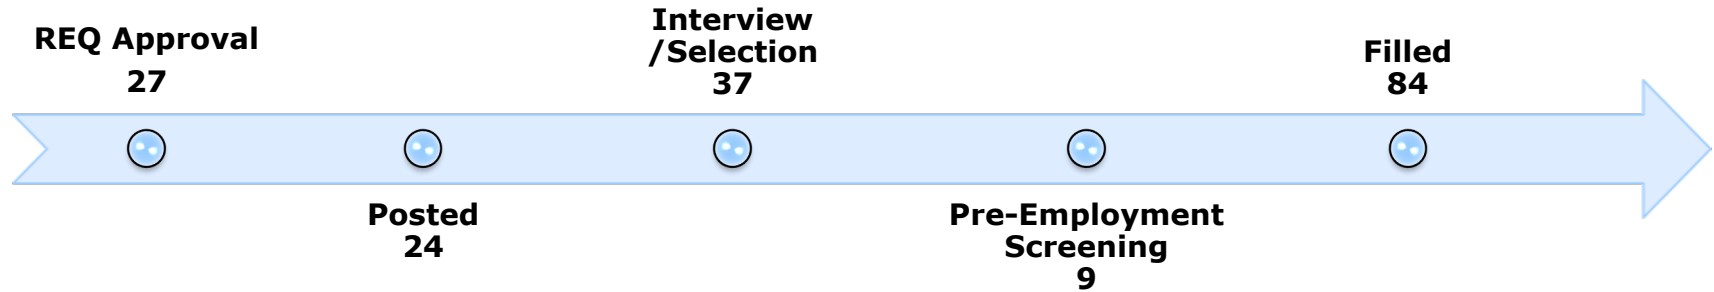 REQ Approval
27
Posted
24
Interview
/Selection
37
Pre-Employment
Screening
9
Filled
84